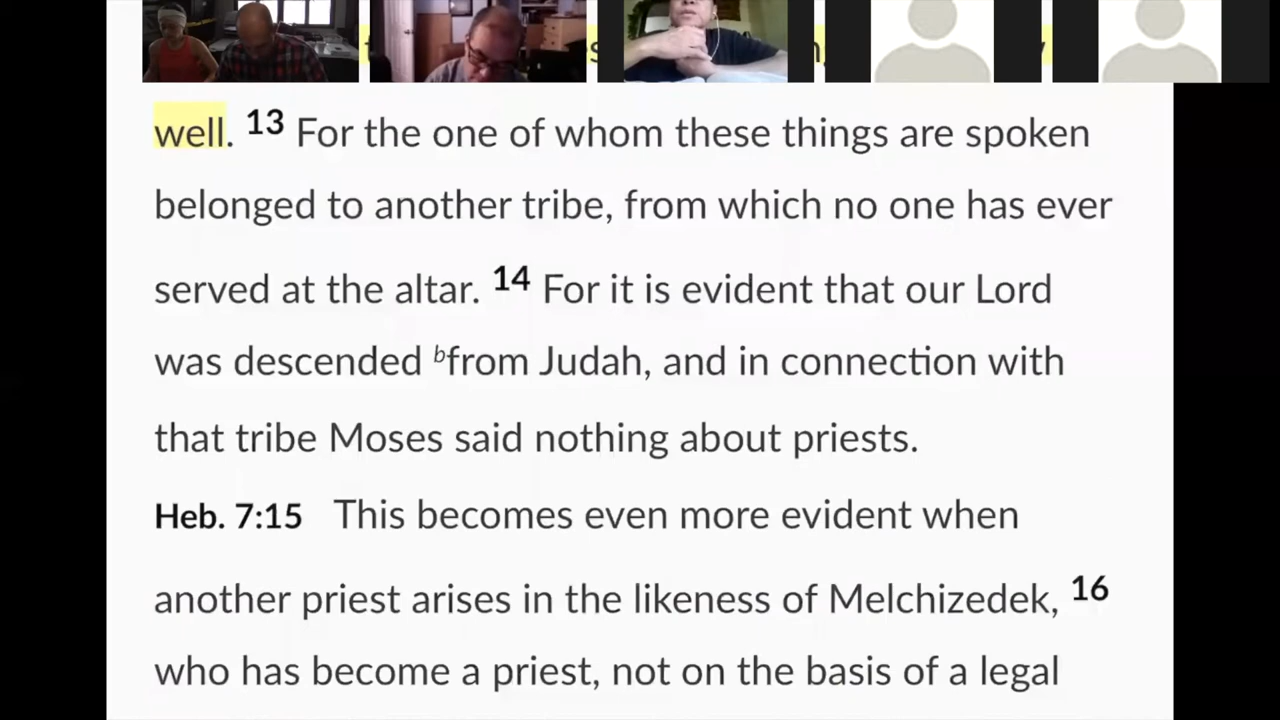 well. 13 For the one of whom these things are spoken
belonged to another tribe, from which no one has ever
served at the altar. 14 For it is evident that our Lord
was descended bfrom Judah, and in connection with
that tribe Moses said nothing about priests.
Heb. 7:15 This becomes even more evident when
another priest arises in the likeness of Melchizedek, 16
who has become a priest, not on the basis of a legal